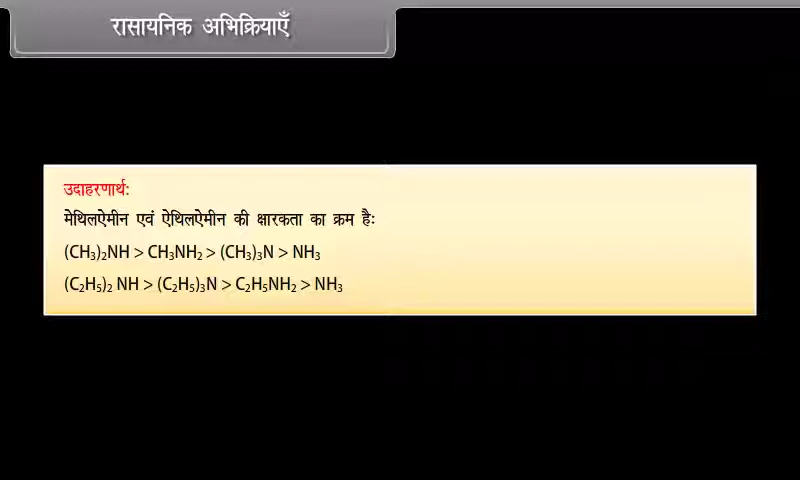 रासायनिक अभिक्रियाएँ
उदाहरणार्थ:
मेथिलऐमीन एवं ऐथिलऐमीन की क्षारकता का क्रम है:
(CH₃)₂NH > CH₃NH₂ > (CH₃)₃N > NH₃
(C₂H₅)₂ NH > (C₂H₅)₃N > C₂H₅NH₂ > NH₃